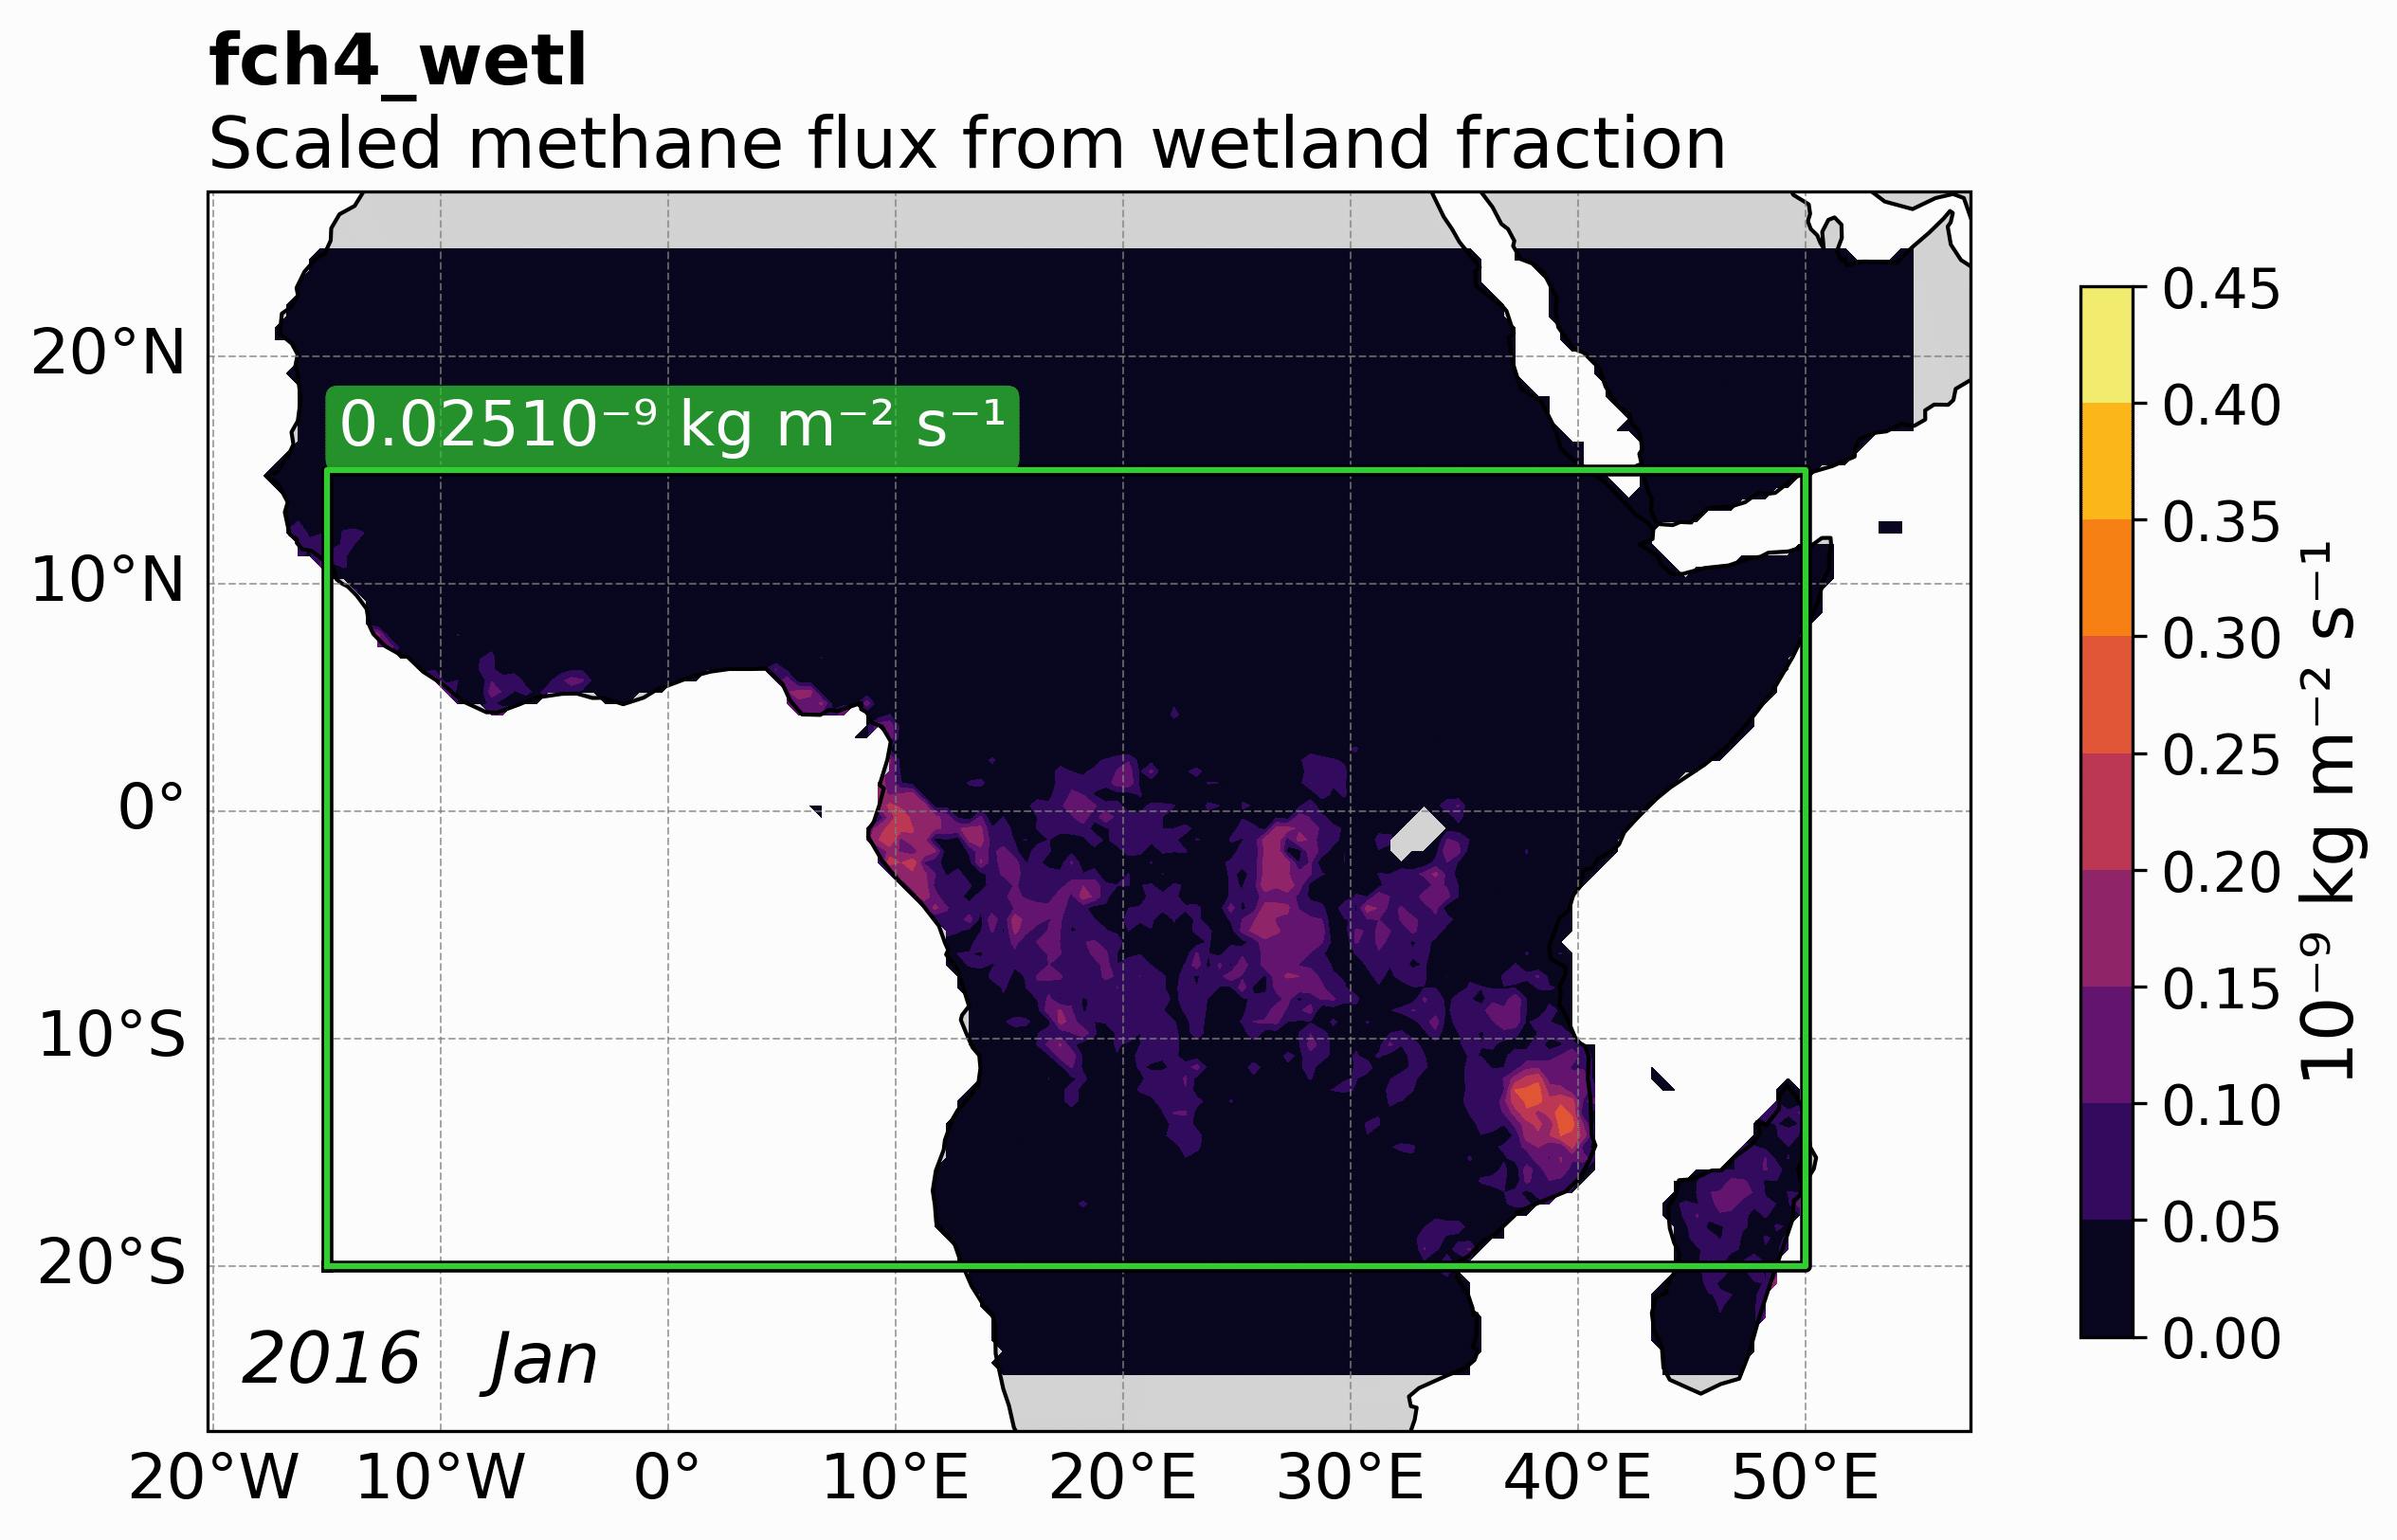 fch4_wetl
Scaled methane flux from wetland fraction
20°N
10°N
0°
10°S
20°S
0.02510⁻⁹ kg m⁻² s⁻¹
2016 Jan
20°W 10°W 0° 10°E 20°E 30°E 40°E 50°E
0.45
0.40
0.35
0.30
0.25
0.20
0.15
0.10
0.05
0.00
10⁻⁹ kg m⁻² s⁻¹